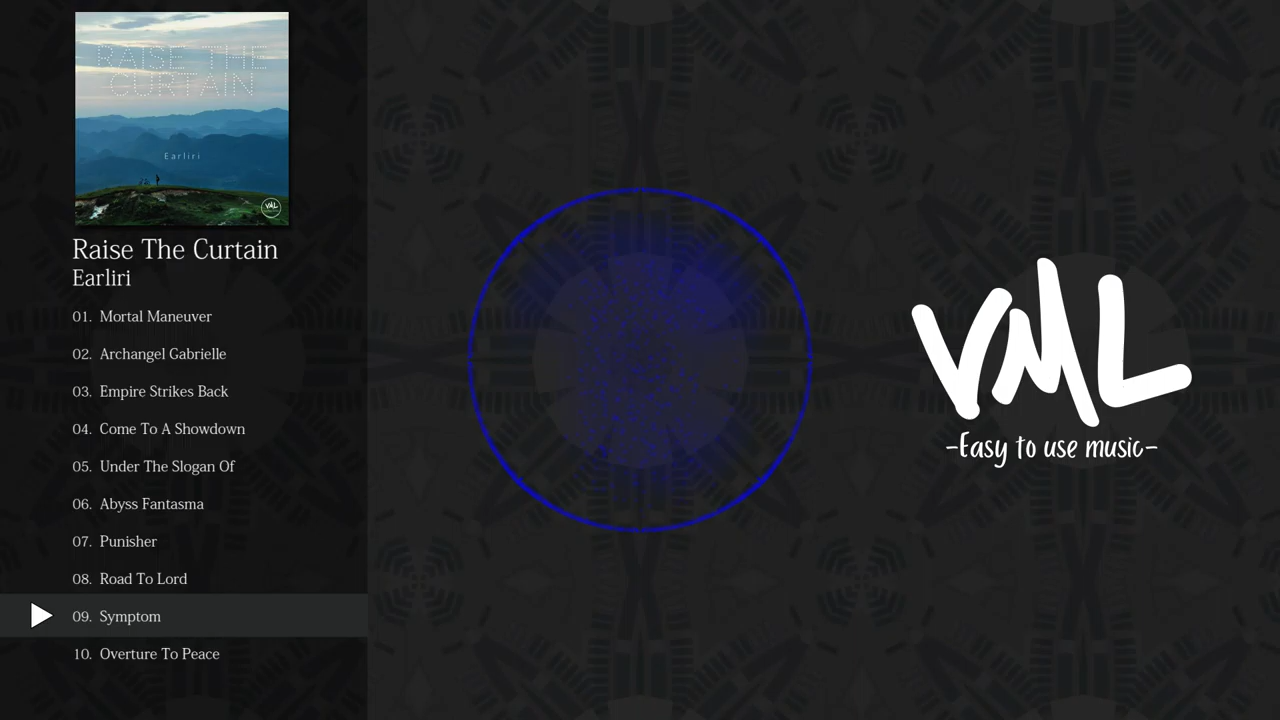 RAISE THE
CURTAIN
Earliri
VML
Raise The Curtain
Earliri
01. Mortal Maneuver
02. Archangel Gabrielle
03. Empire Strikes Back
04. Come To A Showdown
05. Under The Slogan Of
06. Abyss Fantasma
07. Punisher
08. Road To Lord
09. Symptom
10. Overture To Peace
VML
-Easy to use music-